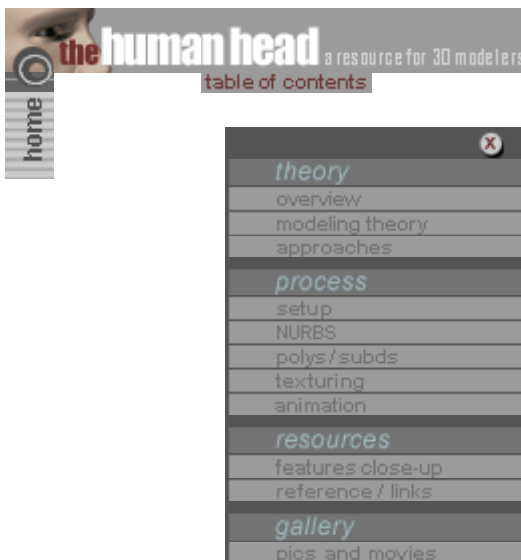 the human head a resource for 3D modelers
table of contents
home
X
theory
overview
modeling theory
approaches
process
setup
NURBS
polys / subds
texturing
animation
resources
features close-up
reference / links
gallery
pics and movies